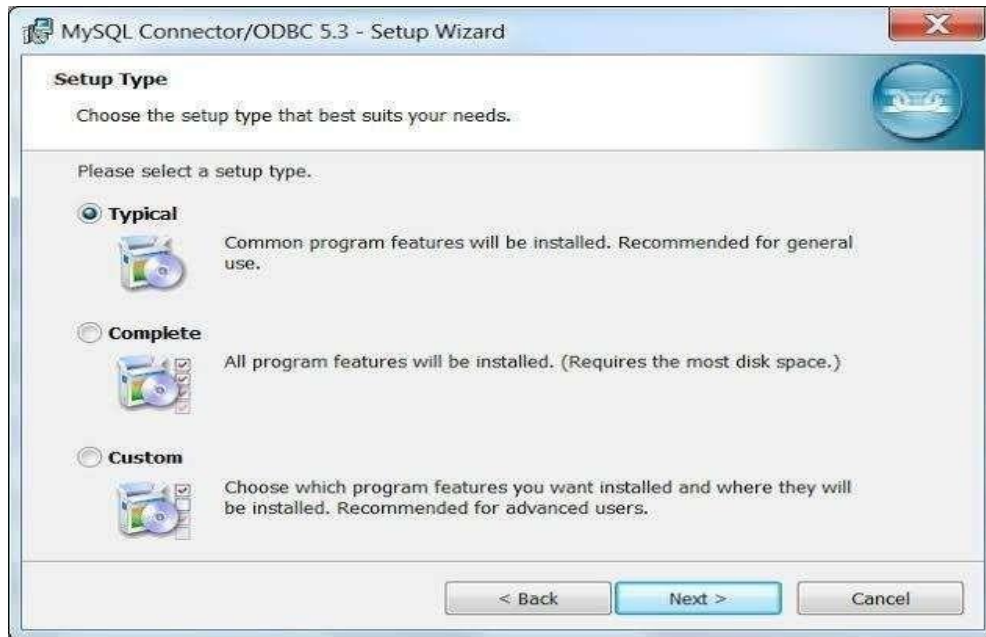 MySQL Connector/ODBC 5.3 - Setup Wizard
Setup Type
Choose the setup type that best suits your needs.
Please select a setup type.
Typical
Common program features will be installed. Recommended for general
use.
Complete
All program features will be installed. (Requires the most disk space.)
Custom
Choose which program features you want installed and where they will
be installed. Recommended for advanced users.
< Back
Next >
Cancel